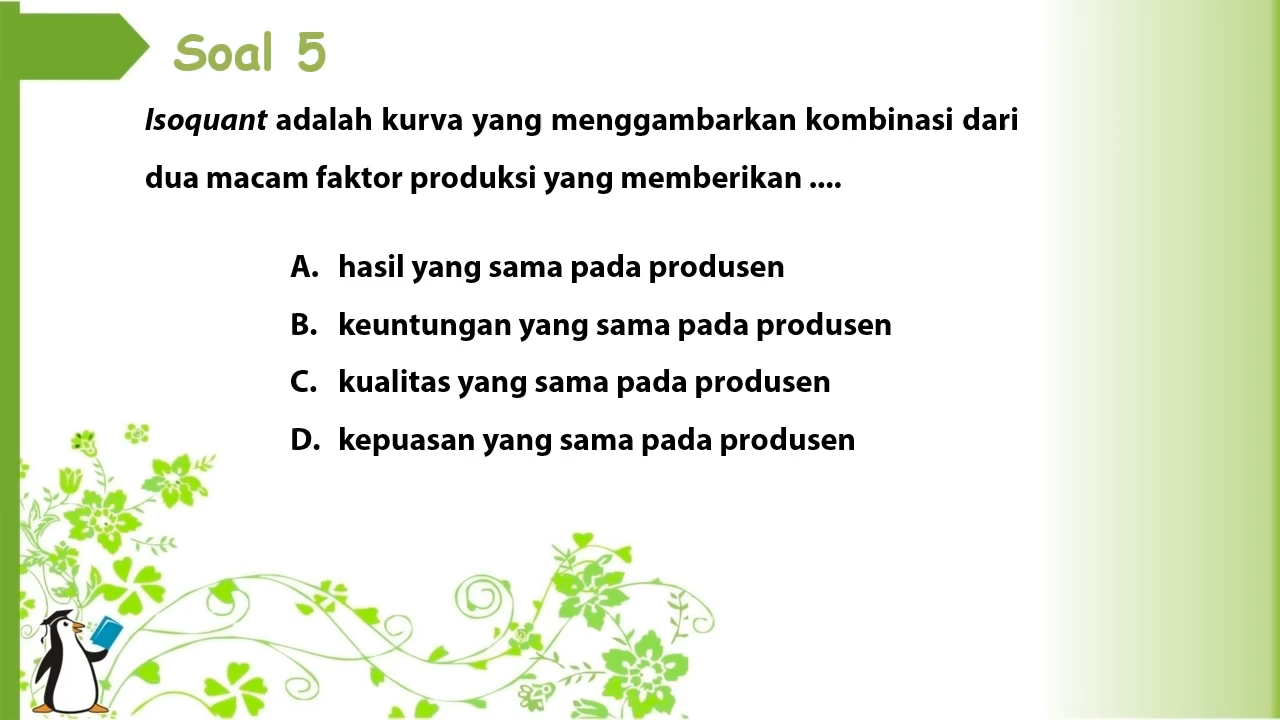 Soal 5
Isoquant adalah kurva yang menggambarkan kombinasi dari
dua macam faktor produksi yang memberikan ....
A. hasil yang sama pada produsen
B. keuntungan yang sama pada produsen
C. kualitas yang sama pada produsen
D. kepuasan yang sama pada produsen